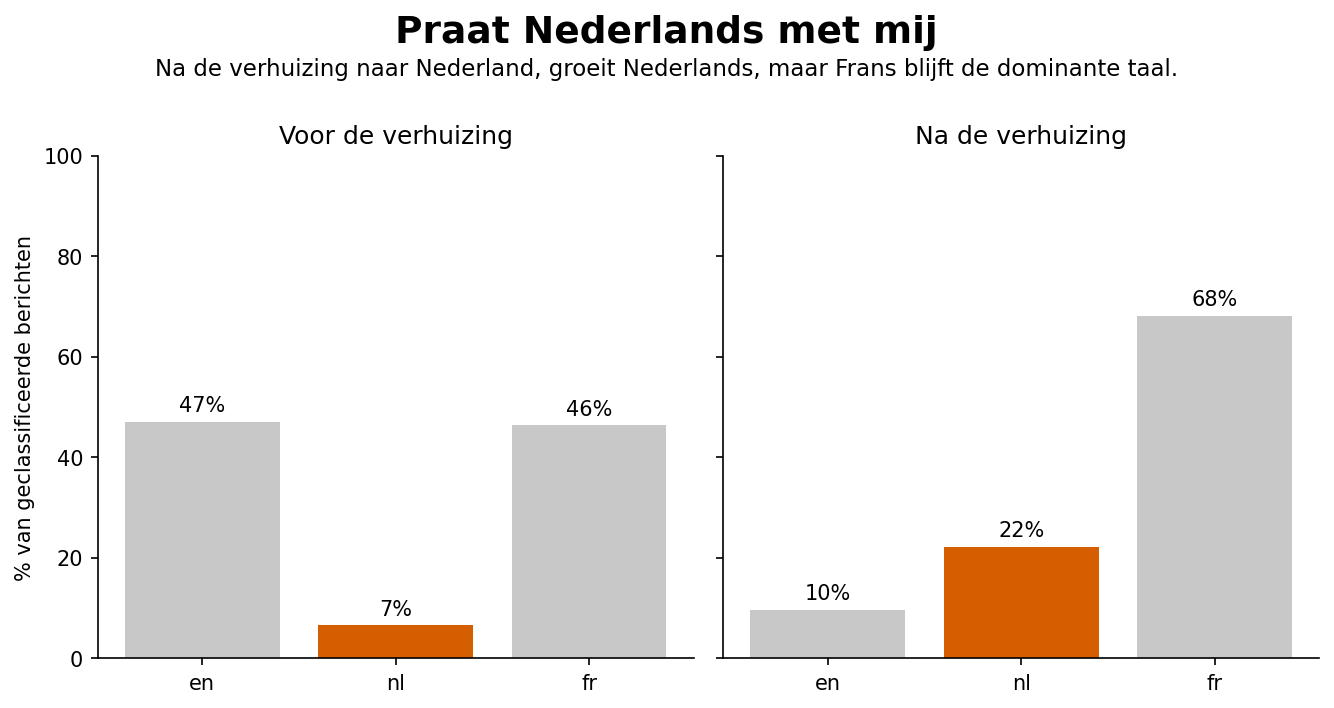 Praat Nederlands met mij
Na de verhuizing naar Nederland, groeit Nederlands, maar Frans blijft de dominante taal.
Voor de verhuizing
Na de verhuizing
% van geclassificeerde berichten
100
80
60
40
20
0
47%
7%
46%
en
nl
fr
10%
22%
68%
en
nl
fr